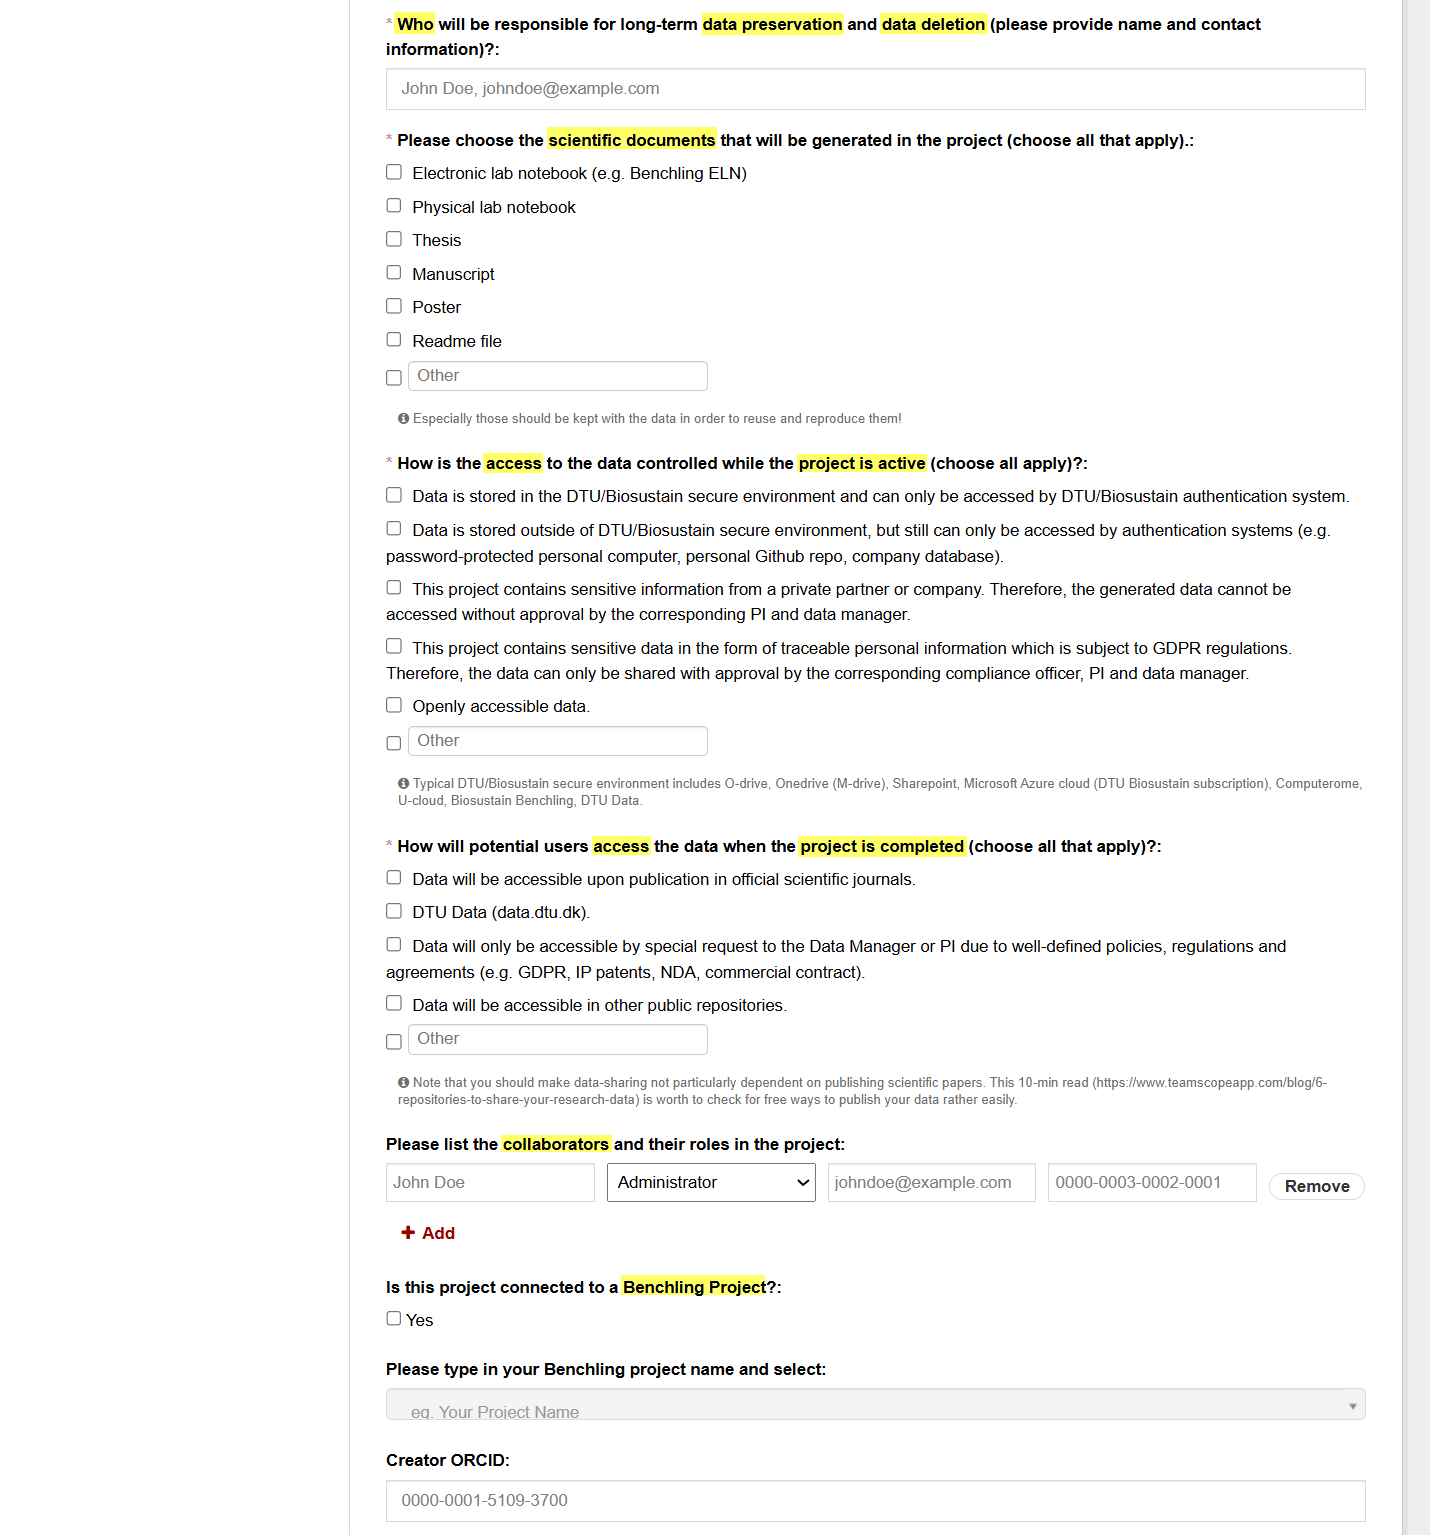 * Who will be responsible for long-term data preservation and data deletion (please provide name and contact
information)?:
John Doe, johndoe@example.com
* Please choose the scientific documents that will be generated in the project (choose all that apply).:
Electronic lab notebook (e.g. Benchling ELN)
Physical lab notebook
Thesis
Manuscript
Poster
Readme file
Other
Especially those should be kept with the data in order to reuse and reproduce them!
* How is the access to the data controlled while the project is active (choose all apply)?:
Data is stored in the DTU/Biosustain secure environment and can only be accessed by DTU/Biosustain authentication system.
Data is stored outside of DTU/Biosustain secure environment, but still can only be accessed by authentication systems (e.g.
password-protected personal computer, personal Github repo, company database).
This project contains sensitive information from a private partner or company. Therefore, the generated data cannot be
accessed without approval by the corresponding PI and data manager.
This project contains sensitive data in the form of traceable personal information which is subject to GDPR regulations.
Therefore, the data can only be shared with approval by the corresponding compliance officer, PI and data manager.
Openly accessible data.
Other
Typical DTU/Biosustain secure environment includes O-drive, Onedrive (M-drive), Sharepoint, Microsoft Azure cloud (DTU Biosustain subscription), Computerome,
U-cloud, Biosustain Benchling, DTU Data.
* How will potential users access the data when the project is completed (choose all that apply)?:
Data will be accessible upon publication in official scientific journals.
DTU Data (data.dtu.dk).
Data will only be accessible by special request to the Data Manager or PI due to well-defined policies, regulations and
agreements (e.g. GDPR, IP patents, NDA, commercial contract).
Data will be accessible in other public repositories.
Other
Note that you should make data-sharing not particularly dependent on publishing scientific papers. This 10-min read (https://www.teamscopeapp.com/blog/6-
repositories-to-share-your-research-data) is worth to check for free ways to publish your data rather easily.
Please list the collaborators and their roles in the project:
John Doe Administrator johndoe@example.com 0000-0003-0002-0001 Remove
+ Add
Is this project connected to a Benchling Project?:
Yes
Please type in your Benchling project name and select:
eg. Your Project Name
Creator ORCID:
0000-0001-5109-3700